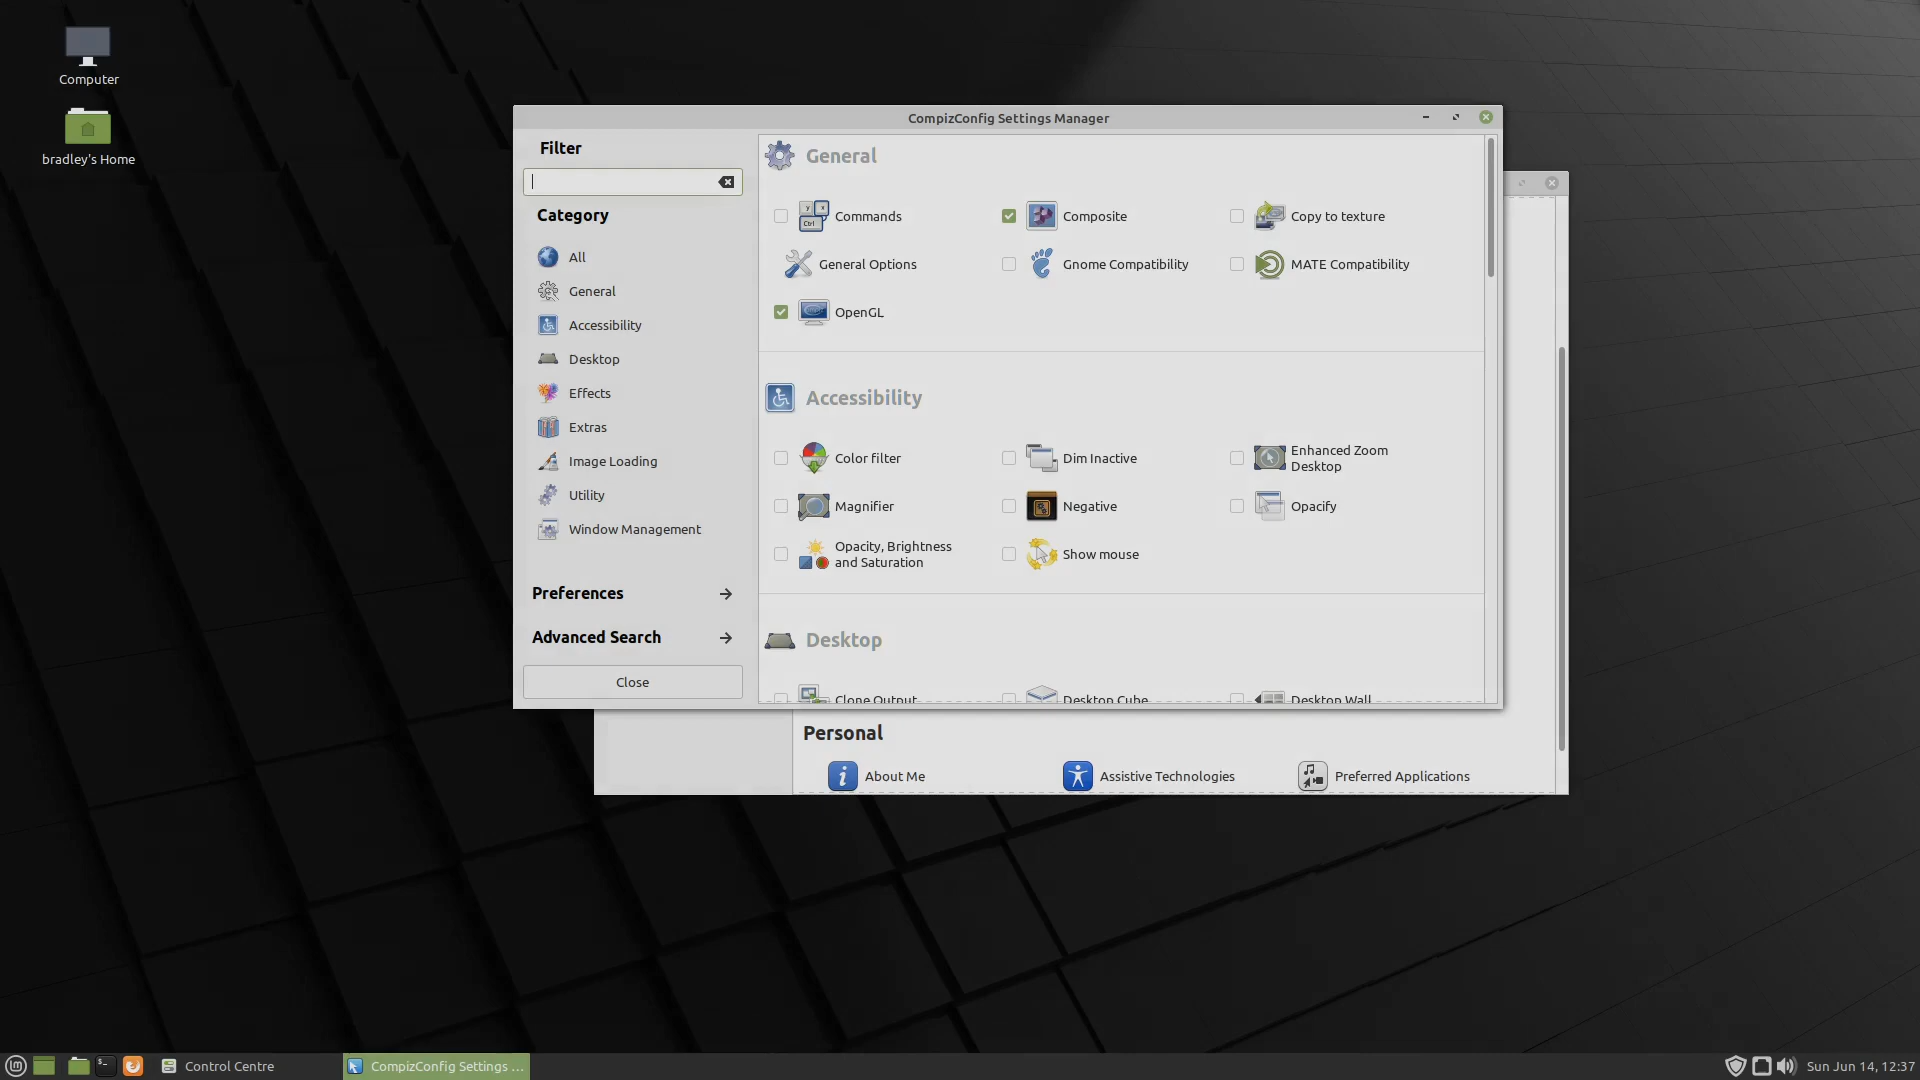 Computer
bradley's Home
CompizConfig Settings Manager
Filter
Category
All
General
Accessibility
Desktop
Effects
Extras
Image Loading
Utility
Window Management
Preferences
Advanced Search
Close
General
Commands
Composite
Copy to texture
General Options
Gnome Compatibility
MATE Compatibility
OpenGL
Accessibility
Color filter
Dim Inactive
Enhanced Zoom
Desktop
Magnifier
Negative
Opacify
Opacity, Brightness
and Saturation
Show mouse
Desktop
Clone Output
Desktop Cube
Desktop Wall
Personal
About Me
Assistive Technologies
Preferred Applications
Control Centre
CompizConfig Settings ...
Sun Jun 14, 12:37